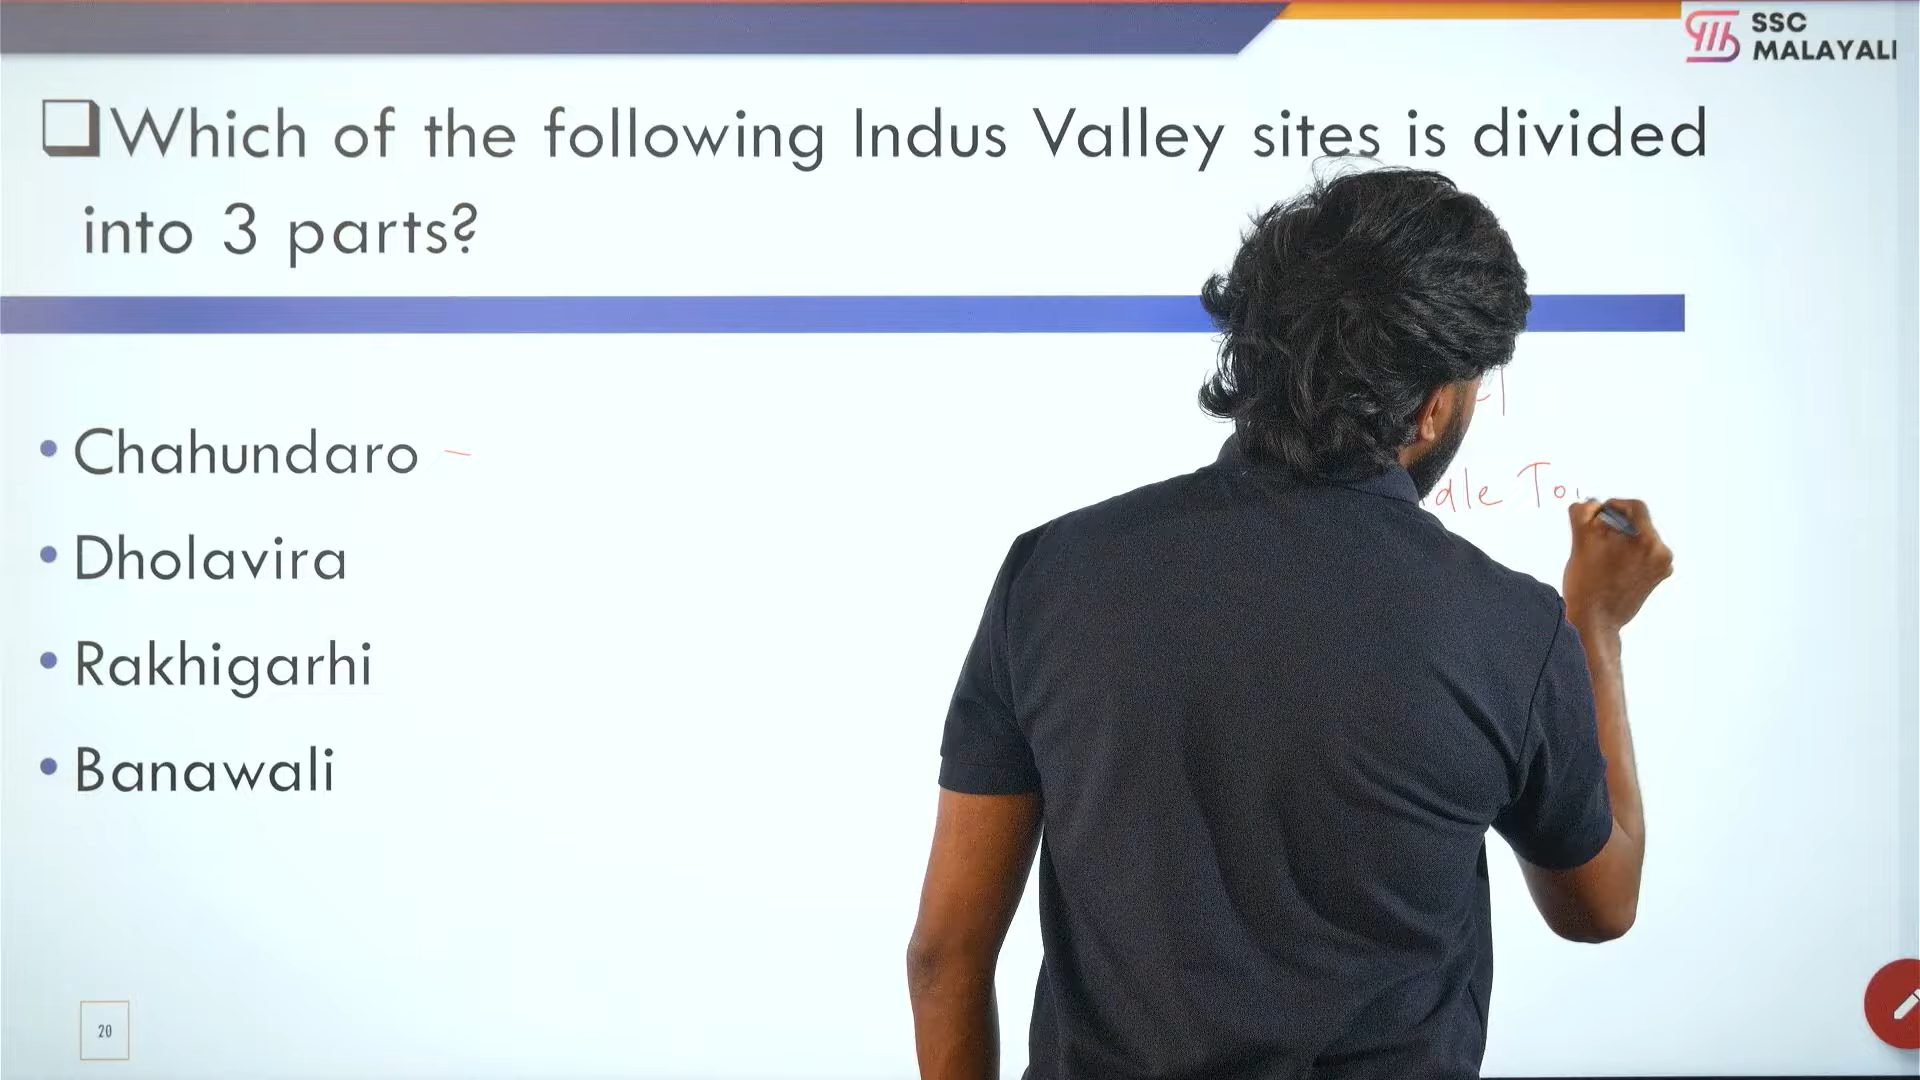 SSC
MALAYALI
Which of the following Indus Valley sites is divided
into 3 parts?
• Chahundaro –
• Dholavira
• Rakhigarhi
• Banawali
20